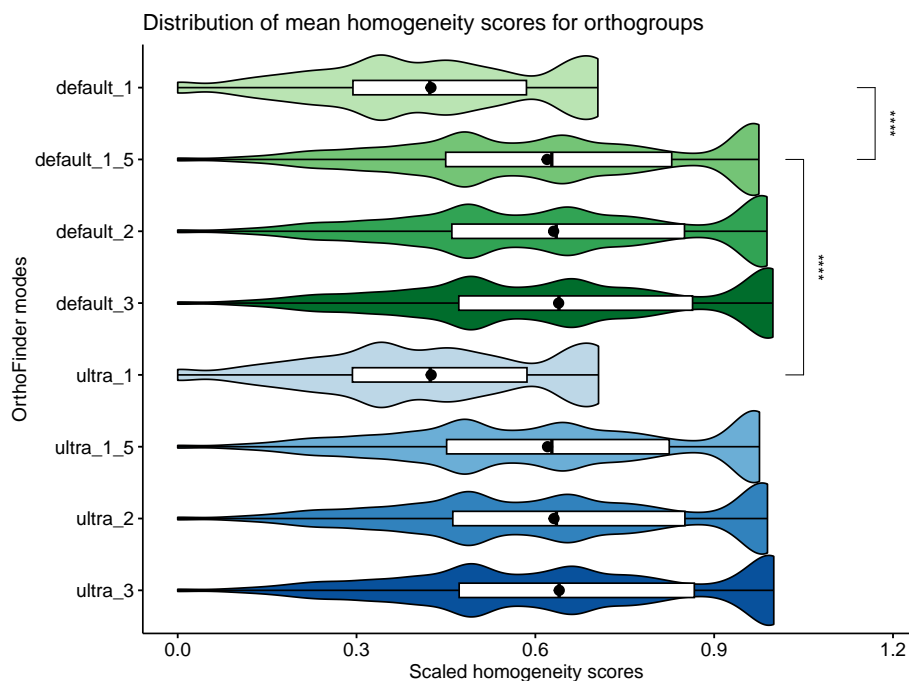 Distribution of mean homogeneity scores for orthogroups
OrthoFinder modes
default_1
default_1_5
default_2
default_3
ultra_1
ultra_1_5
ultra_2
ultra_3
****
****
0.0 0.3 0.6 0.9 1.2
Scaled homogeneity scores